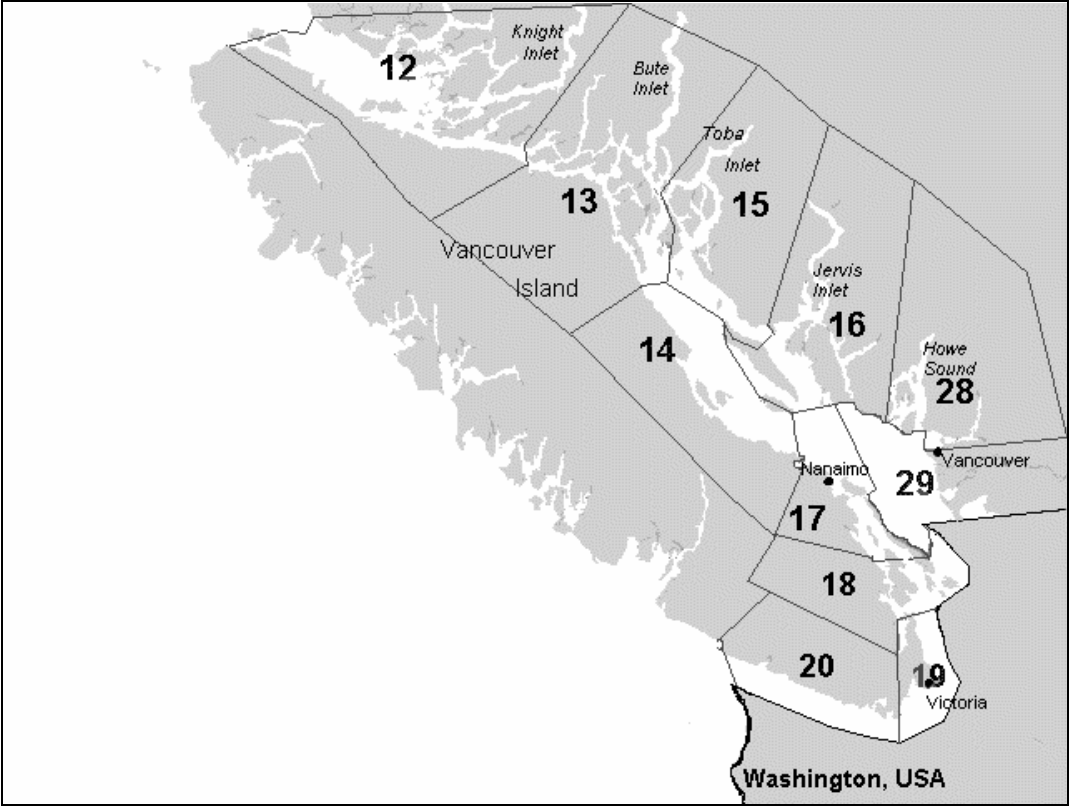 Knight
Inlet
12
Bute
Inlet
Toba
Inlet
13
15
Vancouver
Island
Jervis
Inlet
16
14
Howe
Sound
28
Nanaimo
Vancouver
29
17
18
20
19
Victoria
Washington, USA